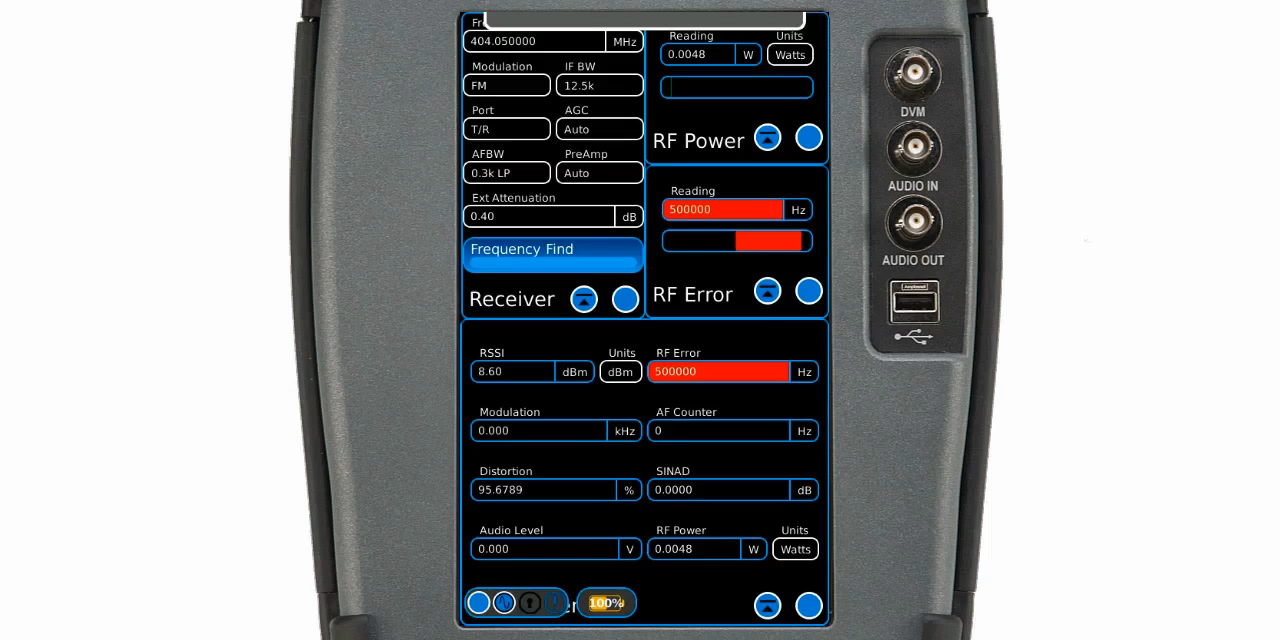 Fr
404.050000 MHz
Modulation IF BW
FM 12.5k
Port AGC
T/R Auto
AFBW PreAmp
0.3k LP Auto
Ext Attenuation
0.40 dB
Frequency Find
Receiver
Reading Units
0.0048 W Watts
RF Power
Reading
500000 Hz
RF Error
RSSI Units RF Error
8.60 dBm dBm 500000 Hz
Modulation AF Counter
0.000 kHz 0 Hz
Distortion SINAD
95.6789 % 0.0000 dB
Audio Level RF Power Units
0.000 V 0.0048 W Watts
100%
DVM
AUDIO IN
AUDIO OUT